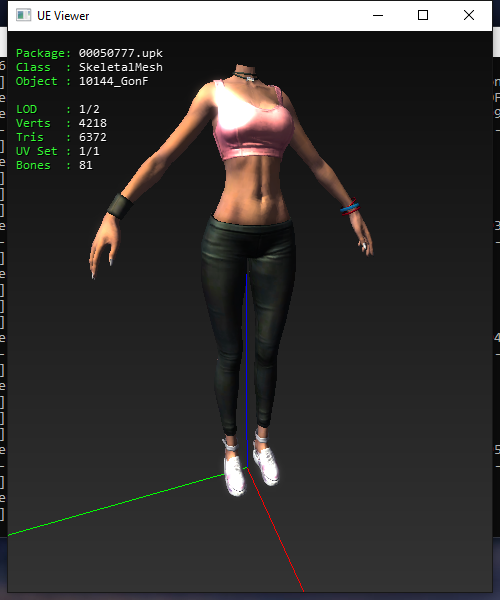 UE Viewer
Package: 00050777.upk
Class : SkeletalMesh
Object : 10144_GonF
LOD : 1/2
Verts : 4218
Tris : 6372
UV Set : 1/1
Bones : 81